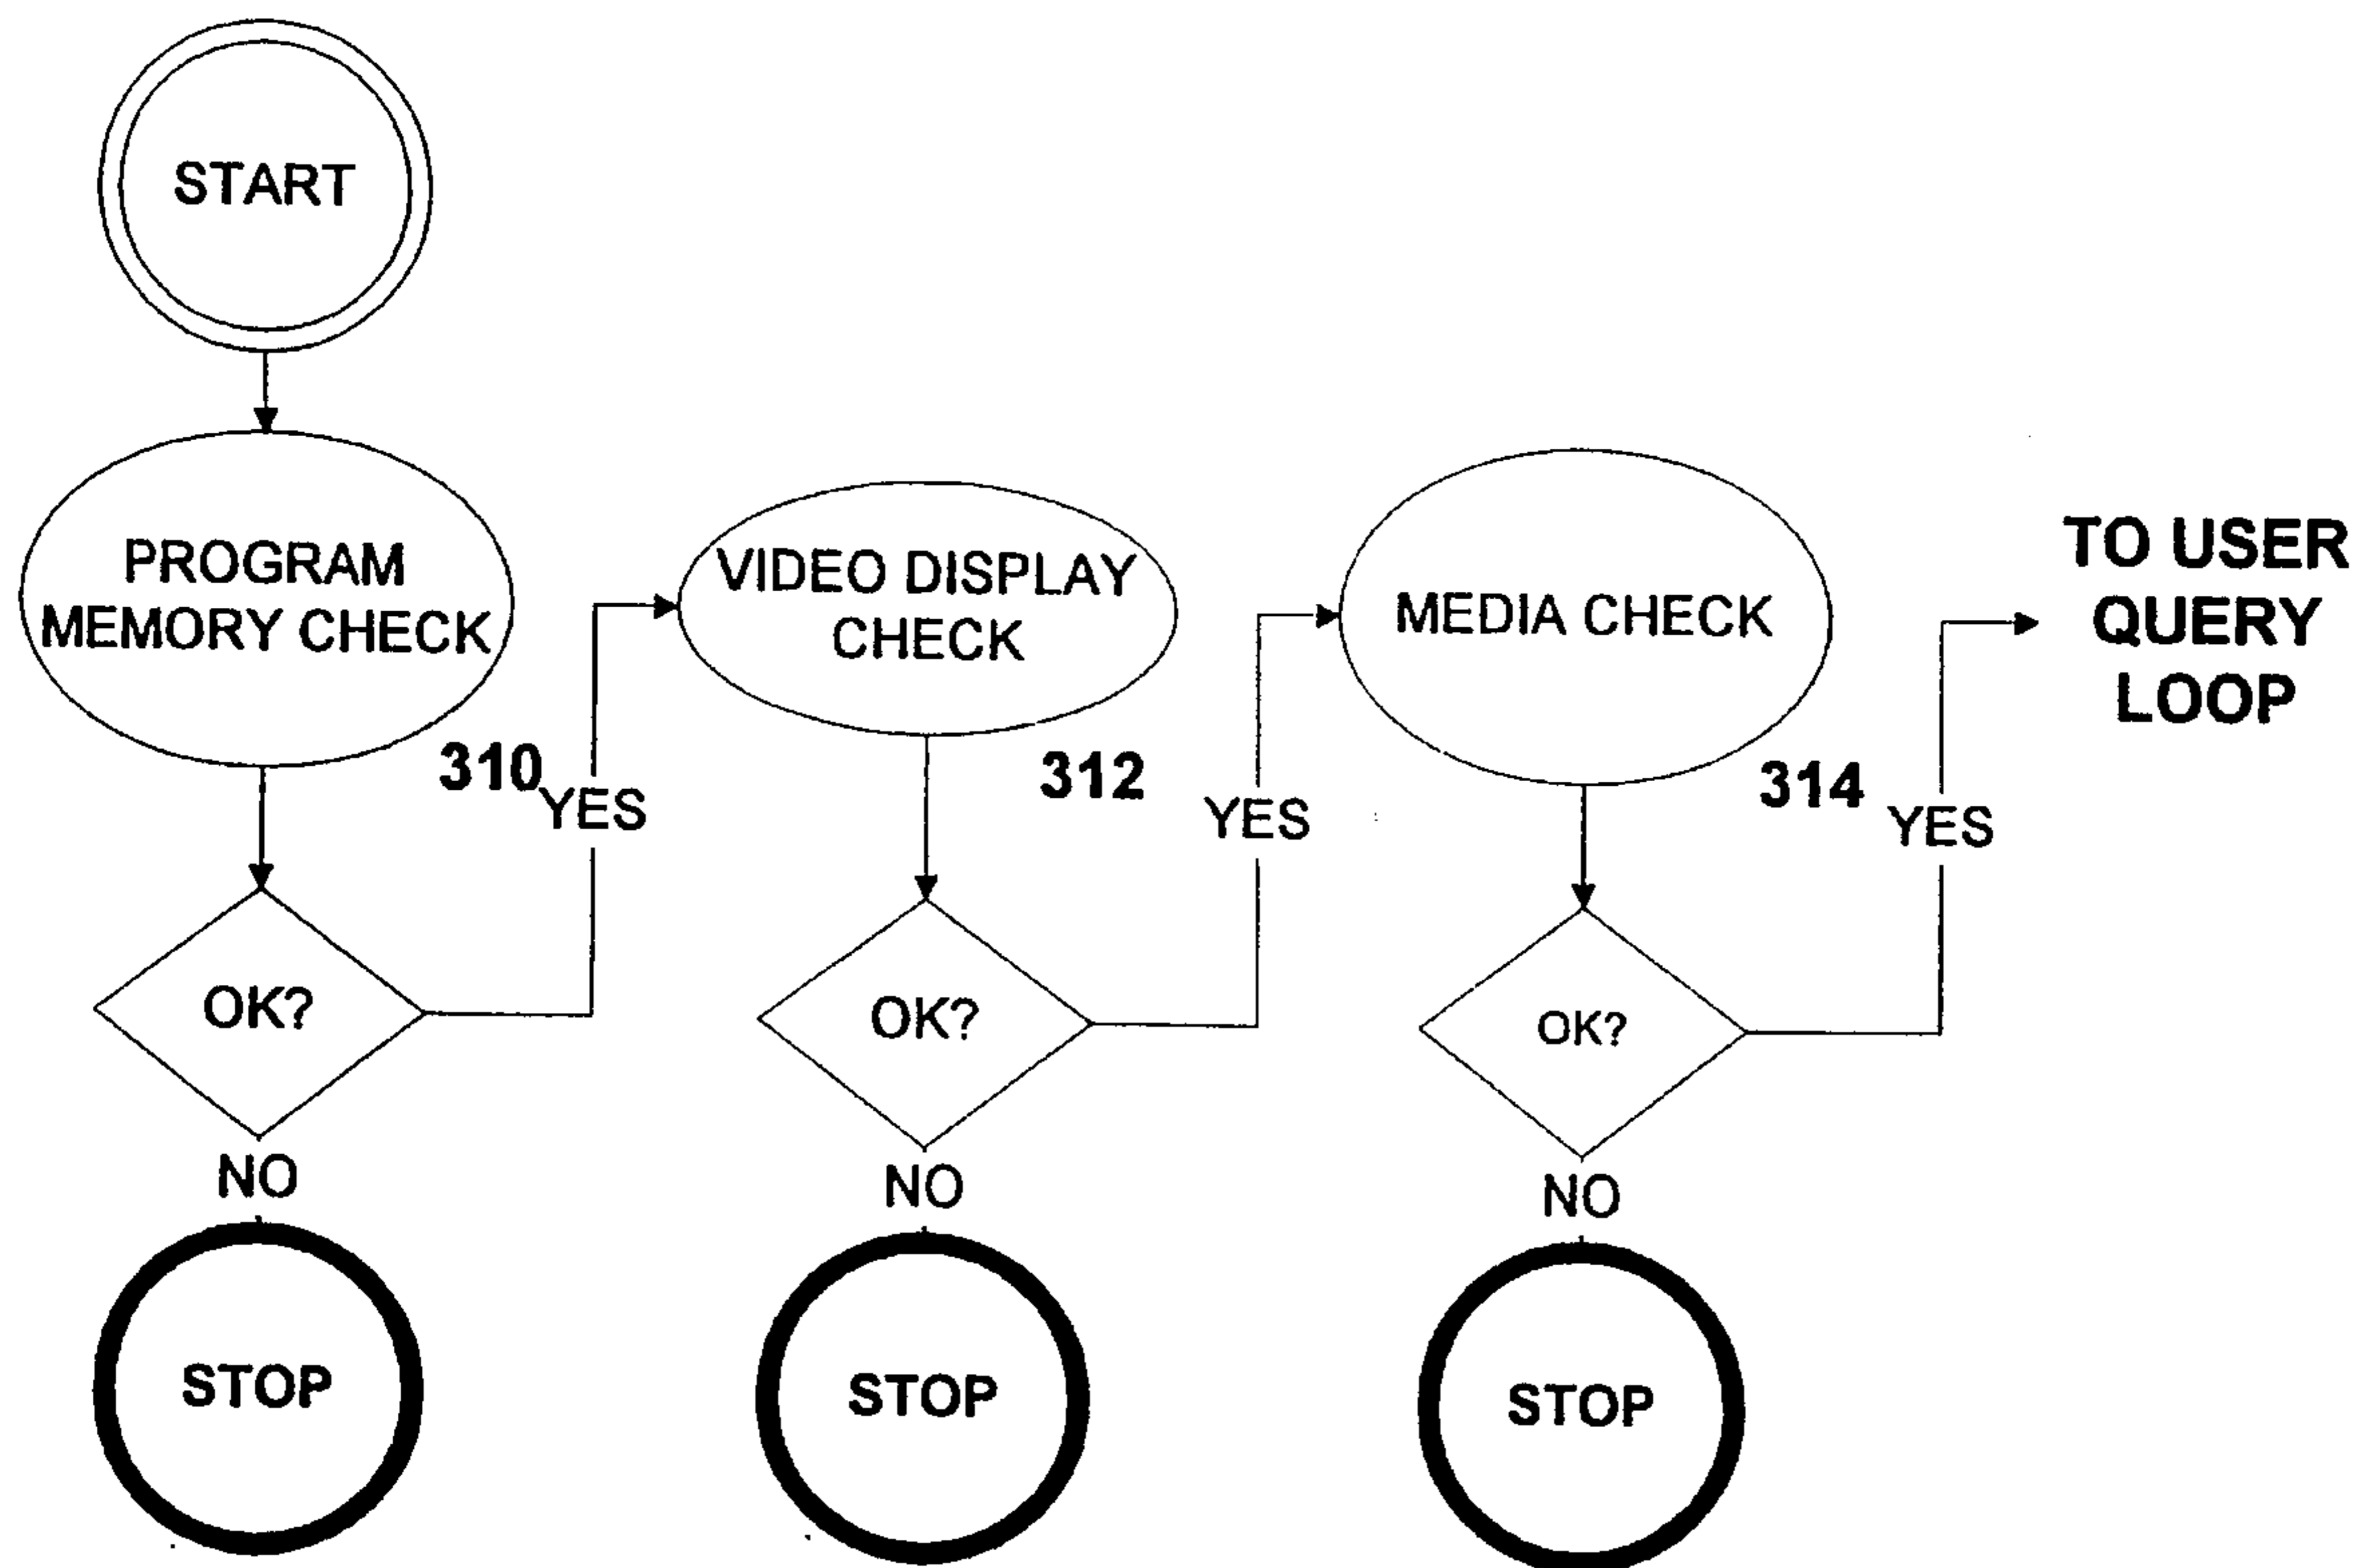 START
PROGRAM
MEMORY CHECK
310
YES
OK?
NO
STOP
VIDEO DISPLAY
CHECK
312
YES
OK?
NO
STOP
MEDIA CHECK
314
YES
OK?
NO
STOP
TO USER
QUERY
LOOP